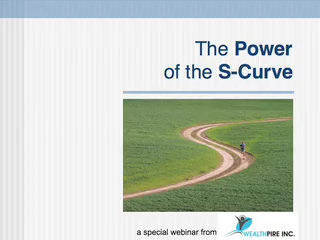 The Power
of the S-Curve
a special webinar from
WEALTHPIRE INC.